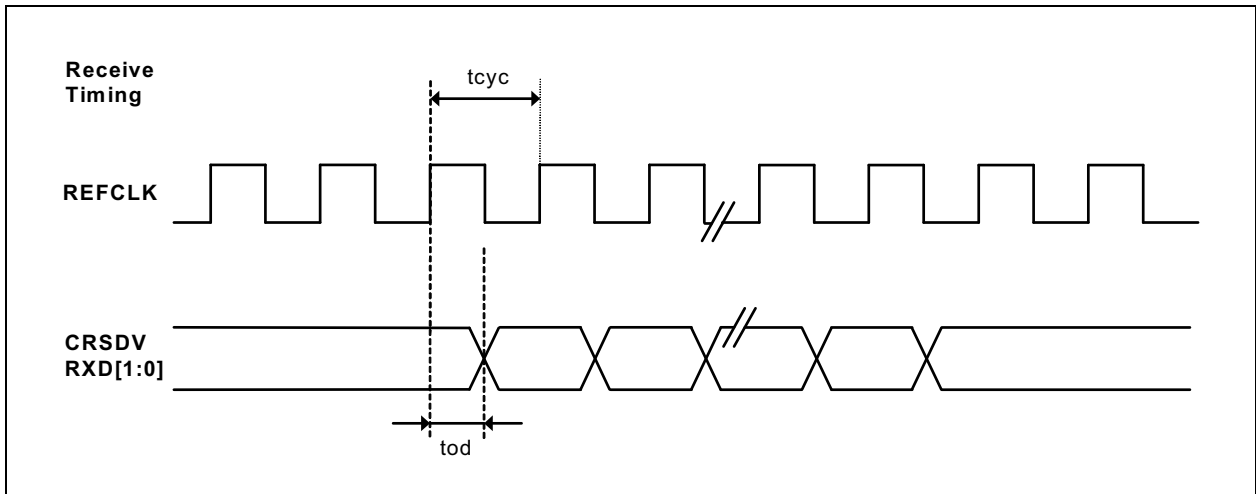 Receive
Timing
tcyc
REFCLK
CRSDV
RXD[1:0]
tod